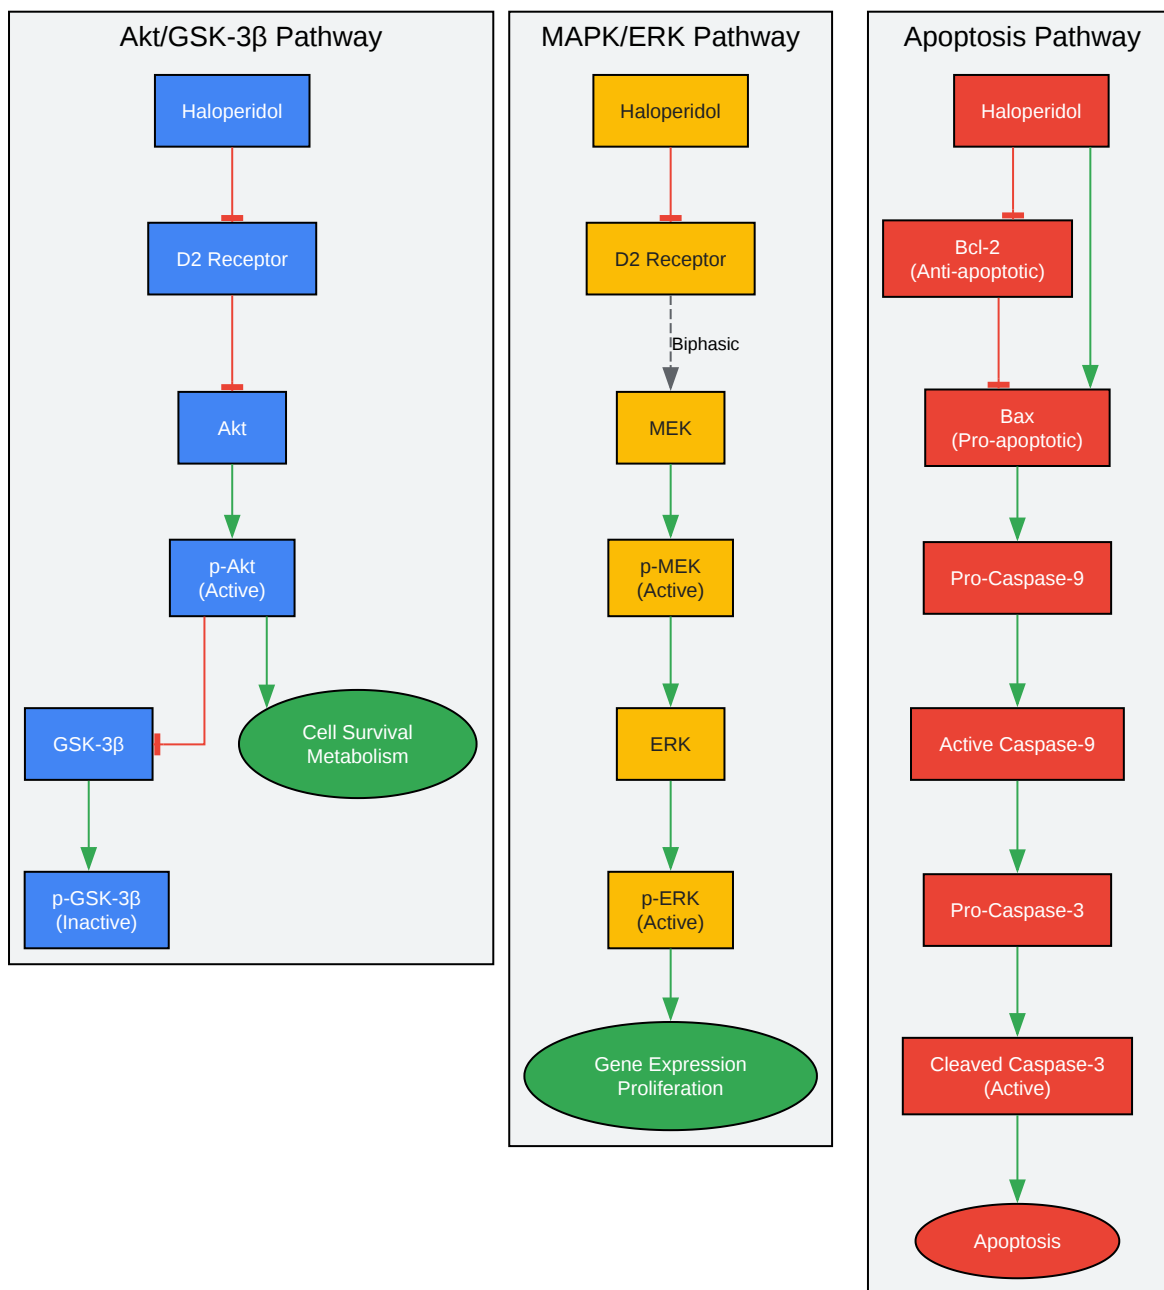 Akt/GSK-3β Pathway
Haloperidol
D2 Receptor
Akt
p-Akt
(Active)
GSK-3β
Cell Survival
Metabolism
p-GSK-3β
(Inactive)
MAPK/ERK Pathway
Haloperidol
D2 Receptor
Biphasic
MEK
p-MEK
(Active)
ERK
p-ERK
(Active)
Gene Expression
Proliferation
Apoptosis Pathway
Haloperidol
Bcl-2
(Anti-apoptotic)
Bax
(Pro-apoptotic)
Pro-Caspase-9
Active Caspase-9
Pro-Caspase-3
Cleaved Caspase-3
(Active)
Apoptosis